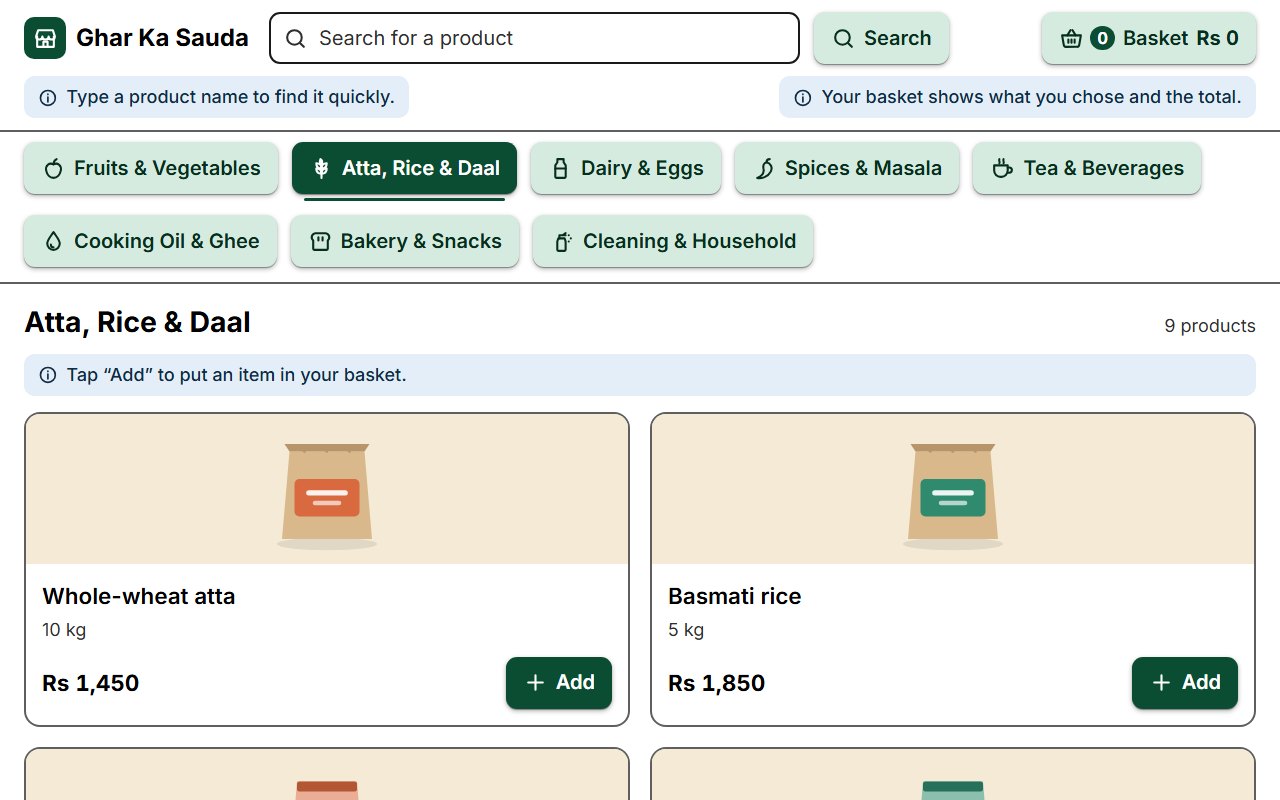 Ghar Ka Sauda
Search for a product
Search
0 Basket Rs 0
Type a product name to find it quickly.
Your basket shows what you chose and the total.
Fruits & Vegetables
Atta, Rice & Daal
Dairy & Eggs
Spices & Masala
Tea & Beverages
Cooking Oil & Ghee
Bakery & Snacks
Cleaning & Household
Atta, Rice & Daal
9 products
Tap “Add” to put an item in your basket.
Whole-wheat atta
10 kg
Rs 1,450
Add
Basmati rice
5 kg
Rs 1,850
Add